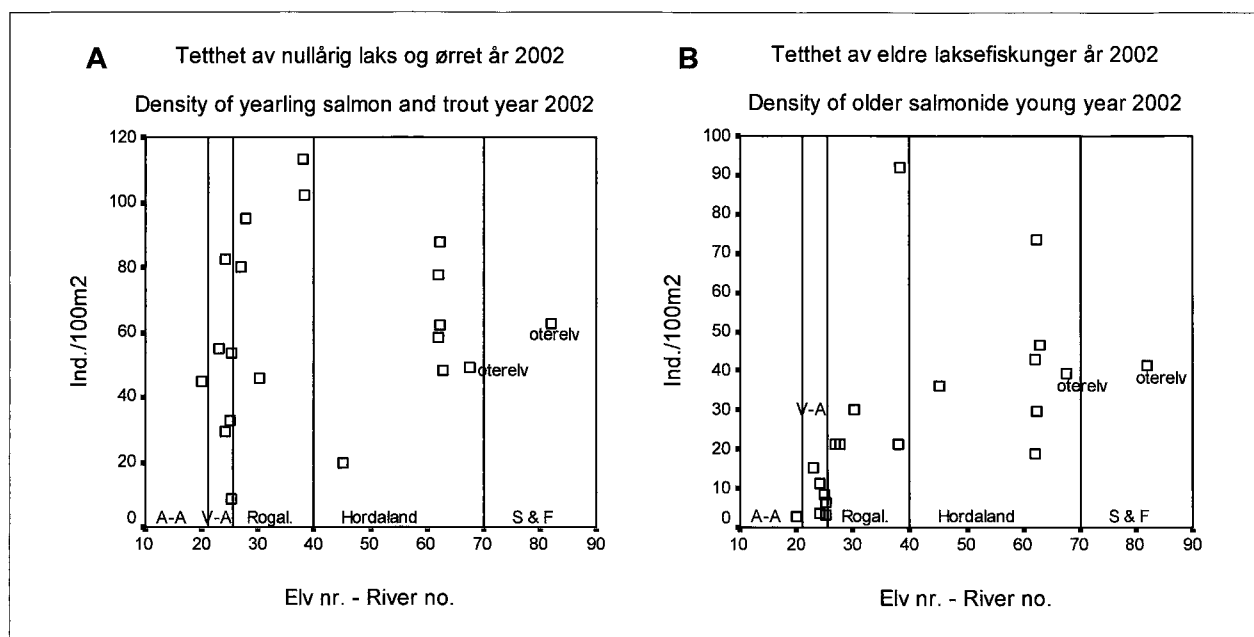 A
Tetthet av nullårig laks og ørret år 2002
Density of yearling salmon and trout year 2002
Ind./100m2
120
100
80
60
40
20
0
oterelv
oterelv
A-A V-A Rogal. Hordaland S & F
10 20 30 40 50 60 70 80 90
Elv nr. - River no.
B
Tetthet av eldre laksefiskunger år 2002
Density of older salmonide young year 2002
Ind./100m2
100
90
80
70
60
50
40
30
20
10
0
oterelv
oterelv
V-A
A-A Rogal. Hordaland S & F
10 20 30 40 50 60 70 80 90
Elv nr. - River no.